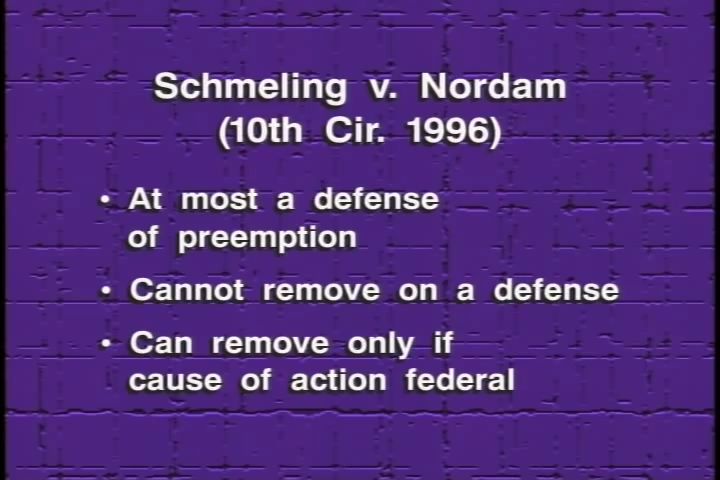 Schmeling v. Nordam
(10th Cir. 1996)
• At most a defense
of preemption
• Cannot remove on a defense
• Can remove only if
cause of action federal